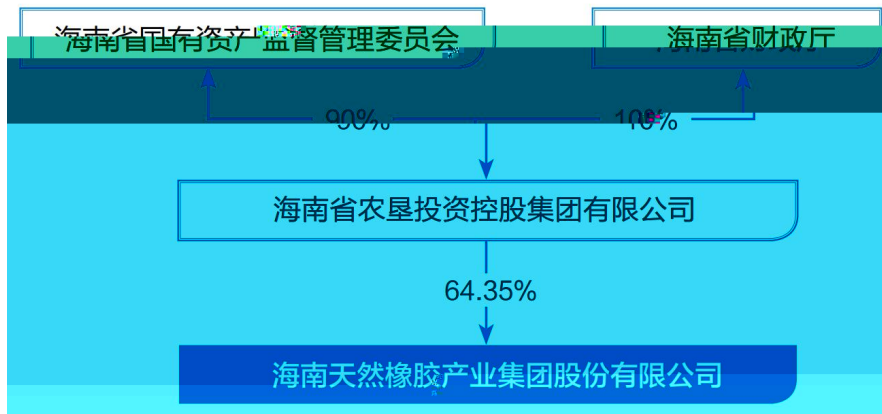 海南省国有资产监督管理委员会
海南省财政厅
90%
10%
海南省农垦投资控股集团有限公司
64.35%
海南天然橡胶产业集团股份有限公司